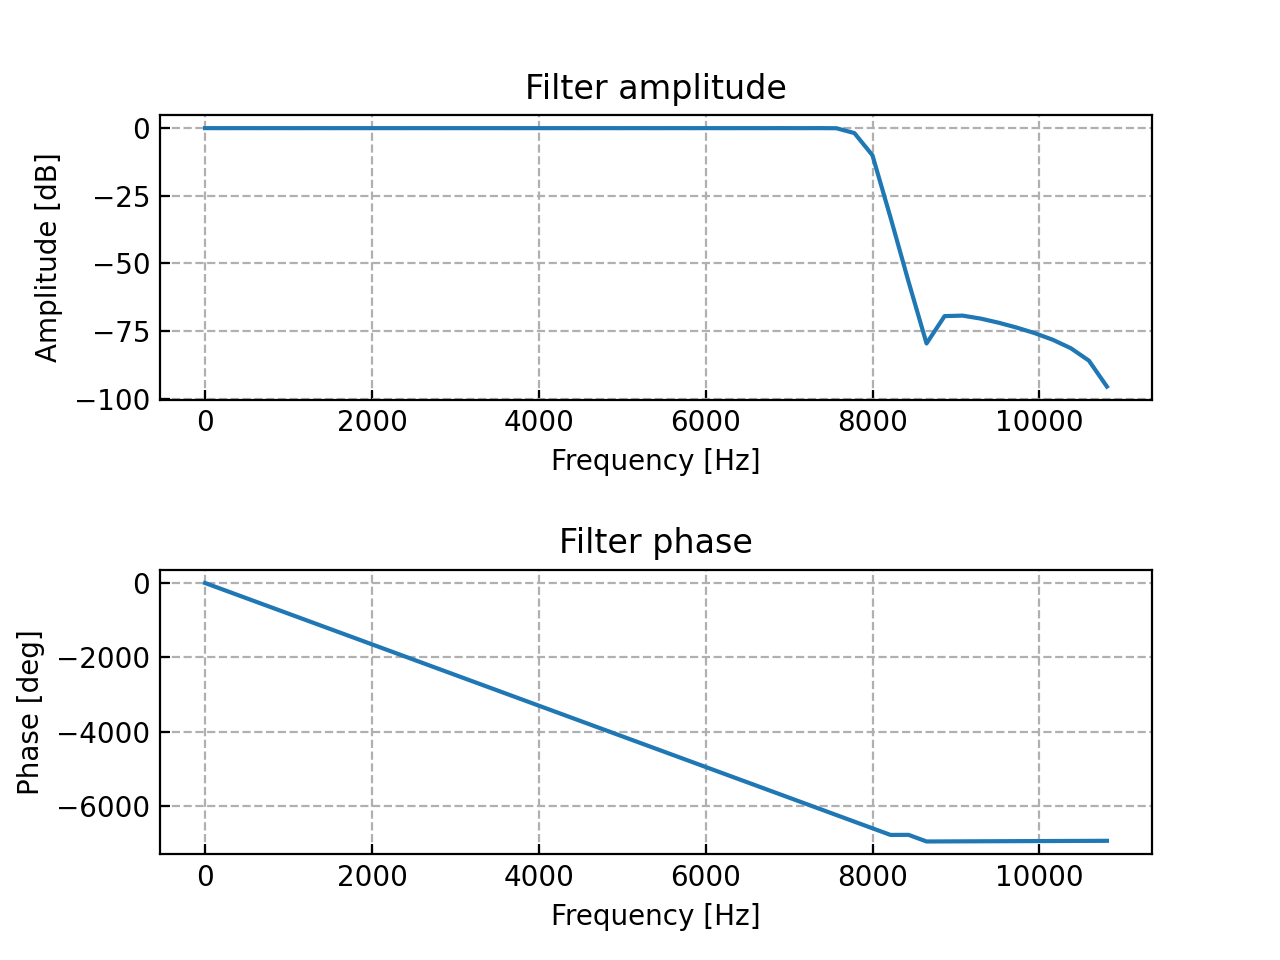 Filter amplitude
Amplitude [dB]
0
−25
−50
−75
−100
0 2000 4000 6000 8000 10000
Frequency [Hz]
Filter phase
Phase [deg]
0
−2000
−4000
−6000
0 2000 4000 6000 8000 10000
Frequency [Hz]